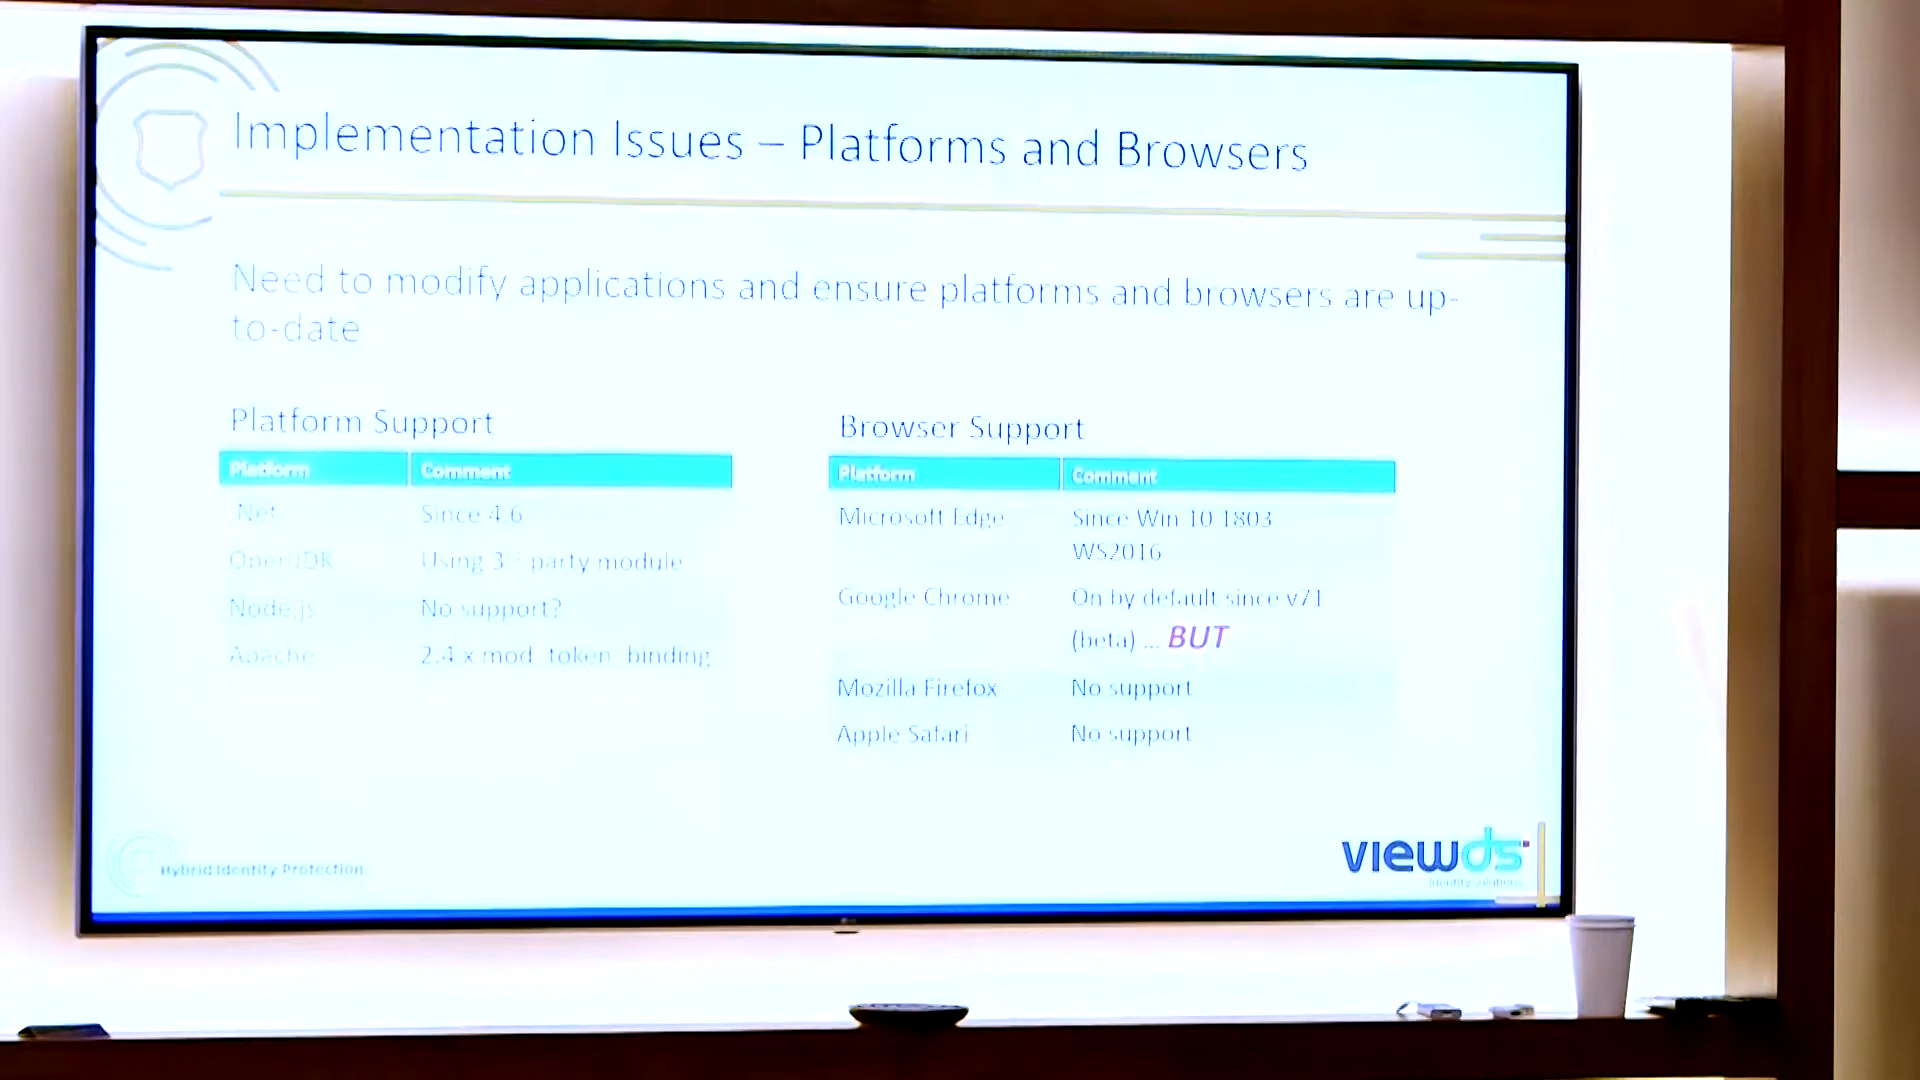 Implementation Issues – Platforms and Browsers
Need to modify applications and ensure platforms and browsers are up-
to-date
Platform Support
Platform Comment
.Net Since 4.6
OpenJDK Using 3rd party module
Node.js No support?
Apache 2.4.x mod_token_binding
Browser Support
Platform Comment
Microsoft Edge Since Win 10 1803
WS2016
Google Chrome On by default since v71
(beta) ... BUT
Mozilla Firefox No support
Apple Safari No support
Hybrid Identity Protection
viewds
identity solutions